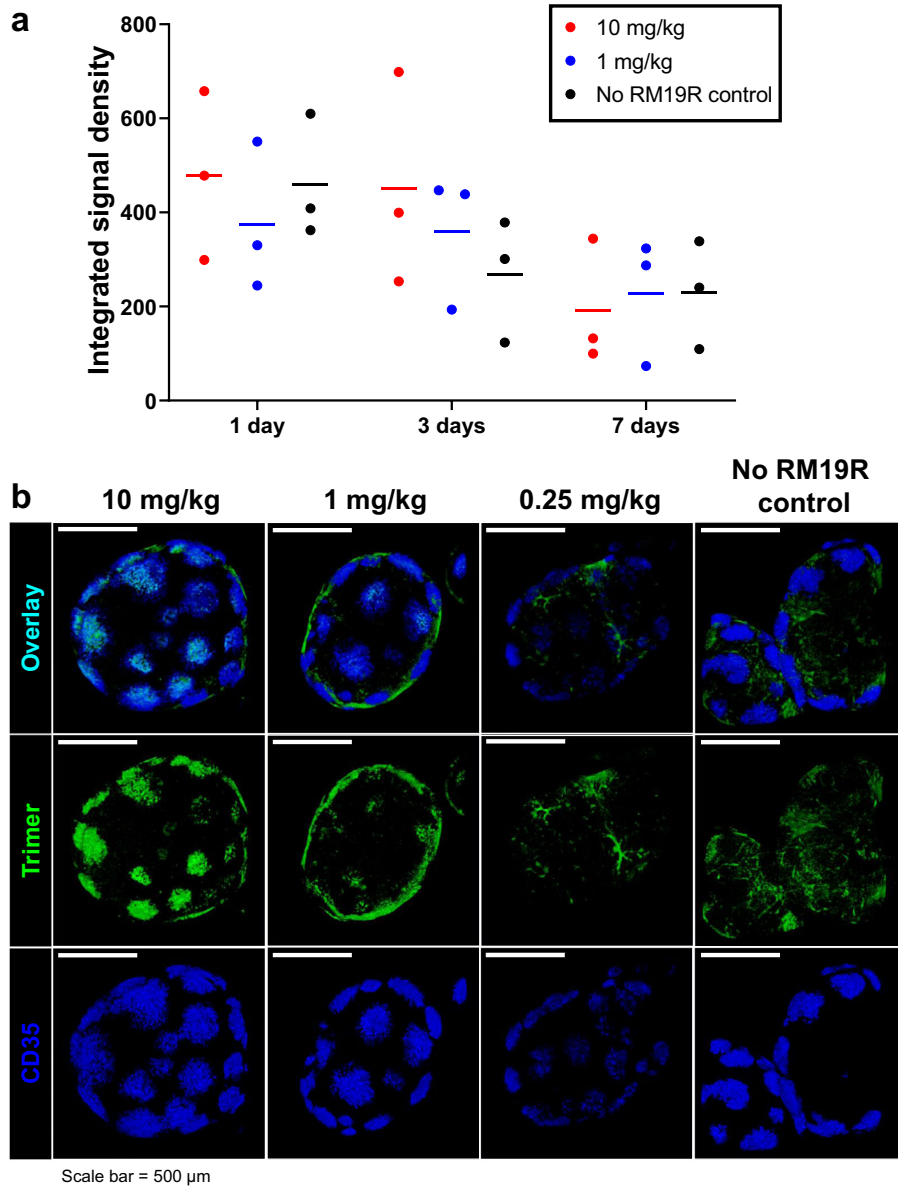 a
Integrated signal density
800
600
400
200
0
10 mg/kg
1 mg/kg
No RM19R control
1 day
3 days
7 days
b
10 mg/kg
1 mg/kg
0.25 mg/kg
No RM19R
control
Overlay
Trimer
CD35
Scale bar = 500 µm